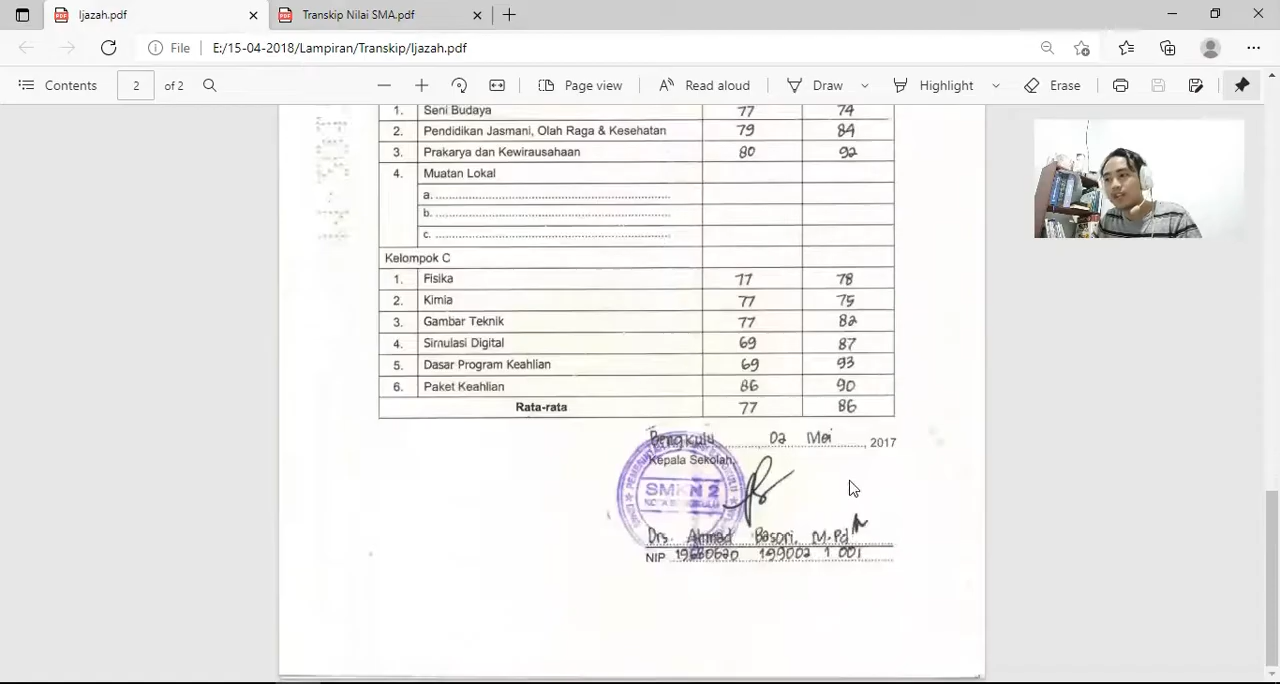 Ijazah.pdf
Transkip Nilai SMA.pdf
File E:/15-04-2018/Lampiran/Transkip/Ijazah.pdf
Contents 2 of 2 Page view Read aloud Draw Highlight Erase
1. Seni Budaya 77 74
2. Pendidikan Jasmani, Olah Raga & Kesehatan 79 84
3. Prakarya dan Kewirausahaan 80 92
4. Muatan Lokal
a.
b.
c.
Kelompok C
1. Fisika 77 78
2. Kimia 77 75
3. Gambar Teknik 77 82
4. Simulasi Digital 69 87
5. Dasar Program Keahlian 69 93
6. Paket Keahlian 86 90
Rata-rata 77 86
Bengkulu, 02 Mei, 2017
Kepala Sekolah,
SMKN 2
Drs. Ahmad Basori, M.Pd
NIP 19680620 199002 1 001